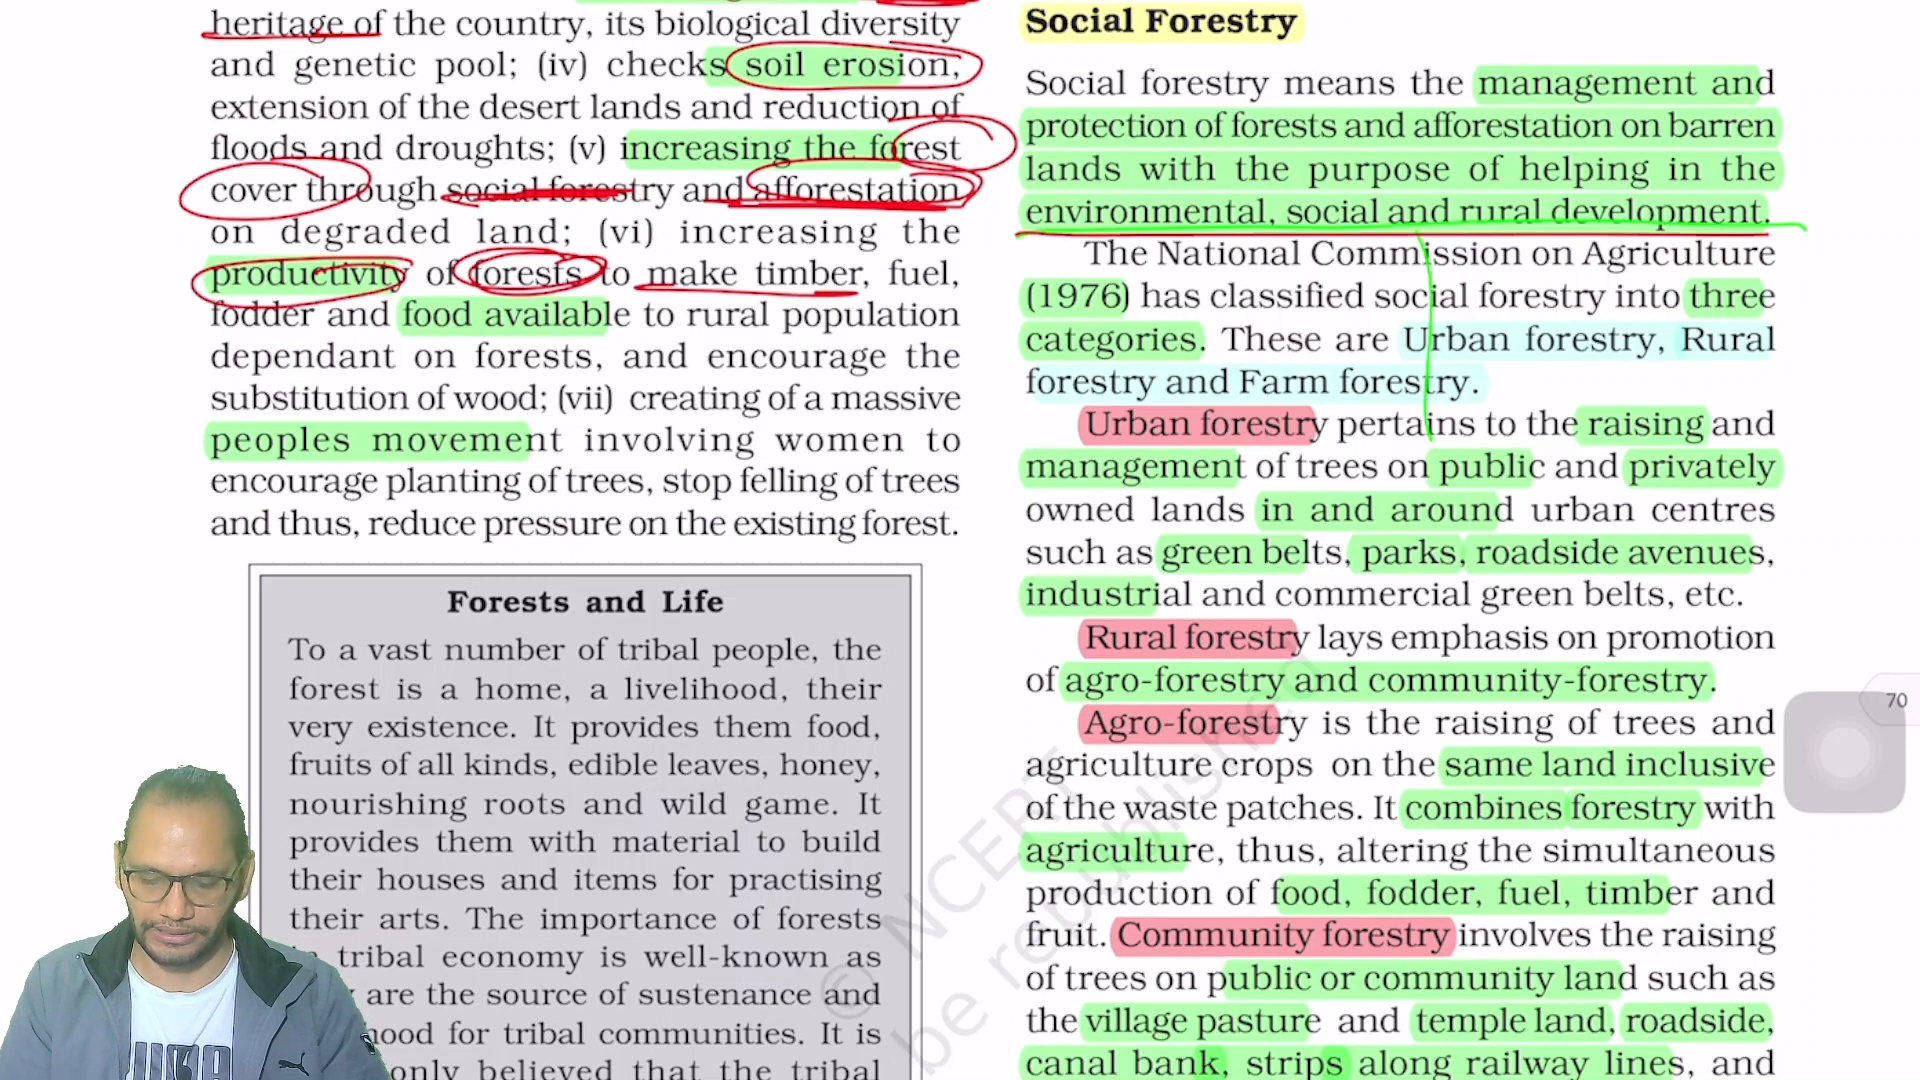 heritage of the country, its biological diversity
and genetic pool; (iv) checks soil erosion,
extension of the desert lands and reduction of
floods and droughts; (v) increasing the forest
cover through social forestry and afforestation
on degraded land; (vi) increasing the
productivity of forests to make timber, fuel,
fodder and food available to rural population
dependant on forests, and encourage the
substitution of wood; (vii) creating of a massive
peoples movement involving women to
encourage planting of trees, stop felling of trees
and thus, reduce pressure on the existing forest.
Forests and Life
To a vast number of tribal people, the
forest is a home, a livelihood, their
very existence. It provides them food,
fruits of all kinds, edible leaves, honey,
nourishing roots and wild game. It
provides them with material to build
their houses and items for practising
their arts. The importance of forests
tribal economy is well-known as
are the source of sustenance and
for tribal communities. It is
believed that the tribal
Social Forestry
Social forestry means the management and
protection of forests and afforestation on barren
lands with the purpose of helping in the
environmental, social and rural development.
The National Commission on Agriculture
(1976) has classified social forestry into three
categories. These are Urban forestry, Rural
forestry and Farm forestry.
Urban forestry pertains to the raising and
management of trees on public and privately
owned lands in and around urban centres
such as green belts, parks, roadside avenues,
industrial and commercial green belts, etc.
Rural forestry lays emphasis on promotion
of agro-forestry and community-forestry.
Agro-forestry is the raising of trees and
agriculture crops on the same land inclusive
of the waste patches. It combines forestry with
agriculture, thus, altering the simultaneous
production of food, fodder, fuel, timber and
fruit. Community forestry involves the raising
of trees on public or community land such as
the village pasture and temple land, roadside,
canal bank, strips along railway lines, and
70
© NCERT
be republished